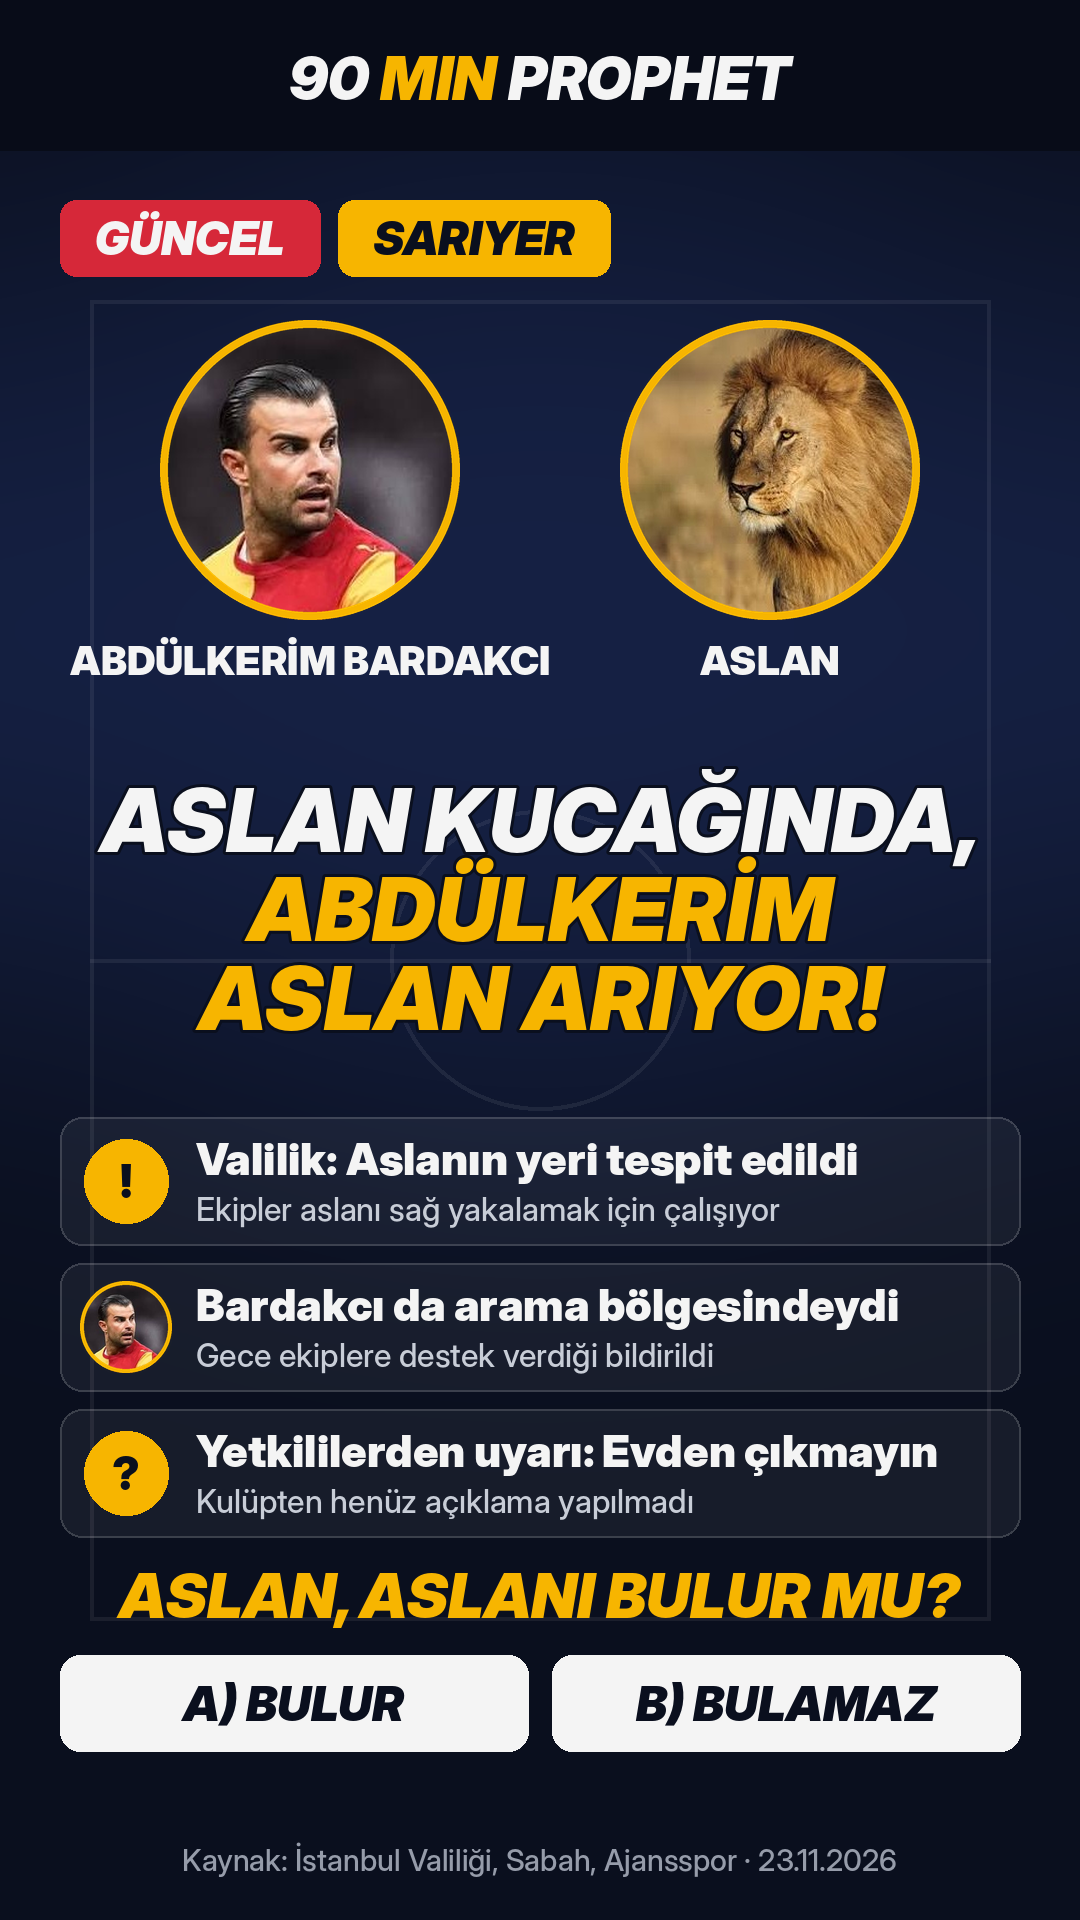 90 MIN PROPHET
GÜNCEL
SARIYER
ABDÜLKERİM BARDAKCI
ASLAN
ASLAN KUCAĞINDA,
ABDÜLKERİM
ASLAN ARIYOR!
!
Valilik: Aslanın yeri tespit edildi
Ekipler aslanı sağ yakalamak için çalışıyor
Bardakcı da arama bölgesindeydi
Gece ekiplere destek verdiği bildirildi
?
Yetkililerden uyarı: Evden çıkmayın
Kulüpten henüz açıklama yapılmadı
ASLAN, ASLANI BULUR MU?
A) BULUR
B) BULAMAZ
Kaynak: İstanbul Valiliği, Sabah, Ajansspor · 23.11.2026